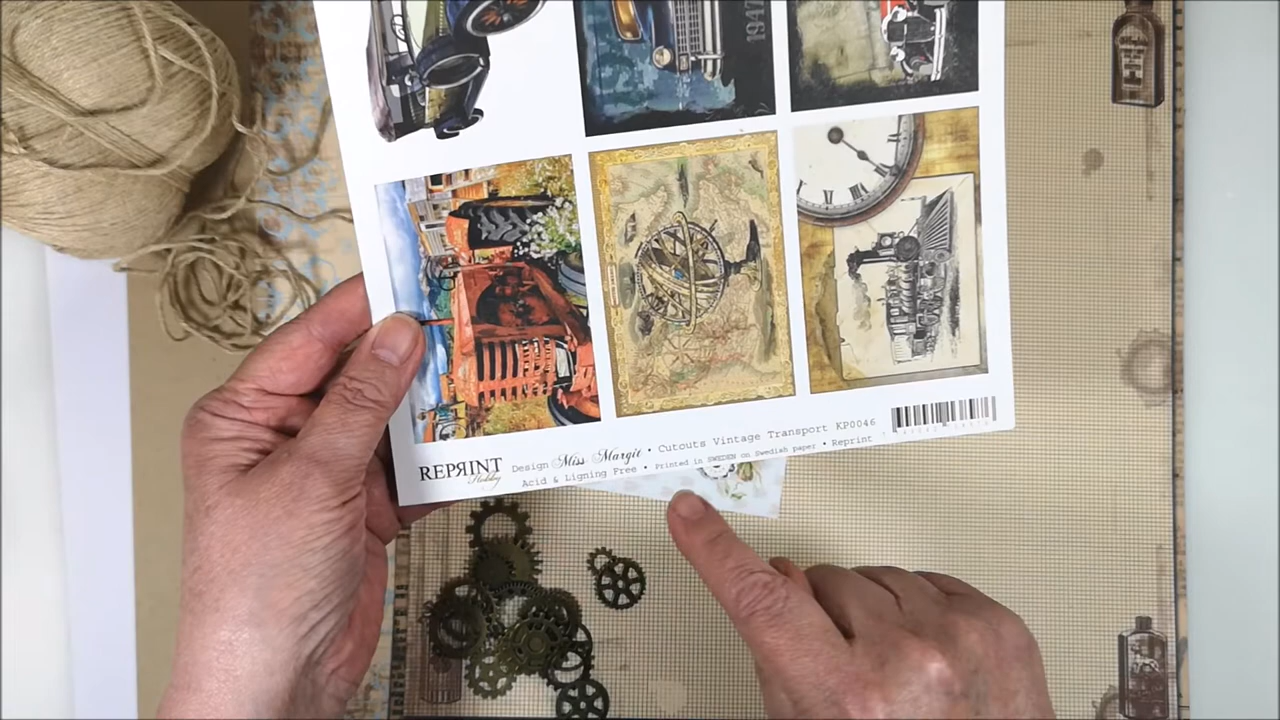 1947
REPRINT
Hobby
Design Miss Margit • Cutouts Vintage Transport KP0046
Acid & Ligning Free • Printed in SWEDEN on Swedish paper • Reprint